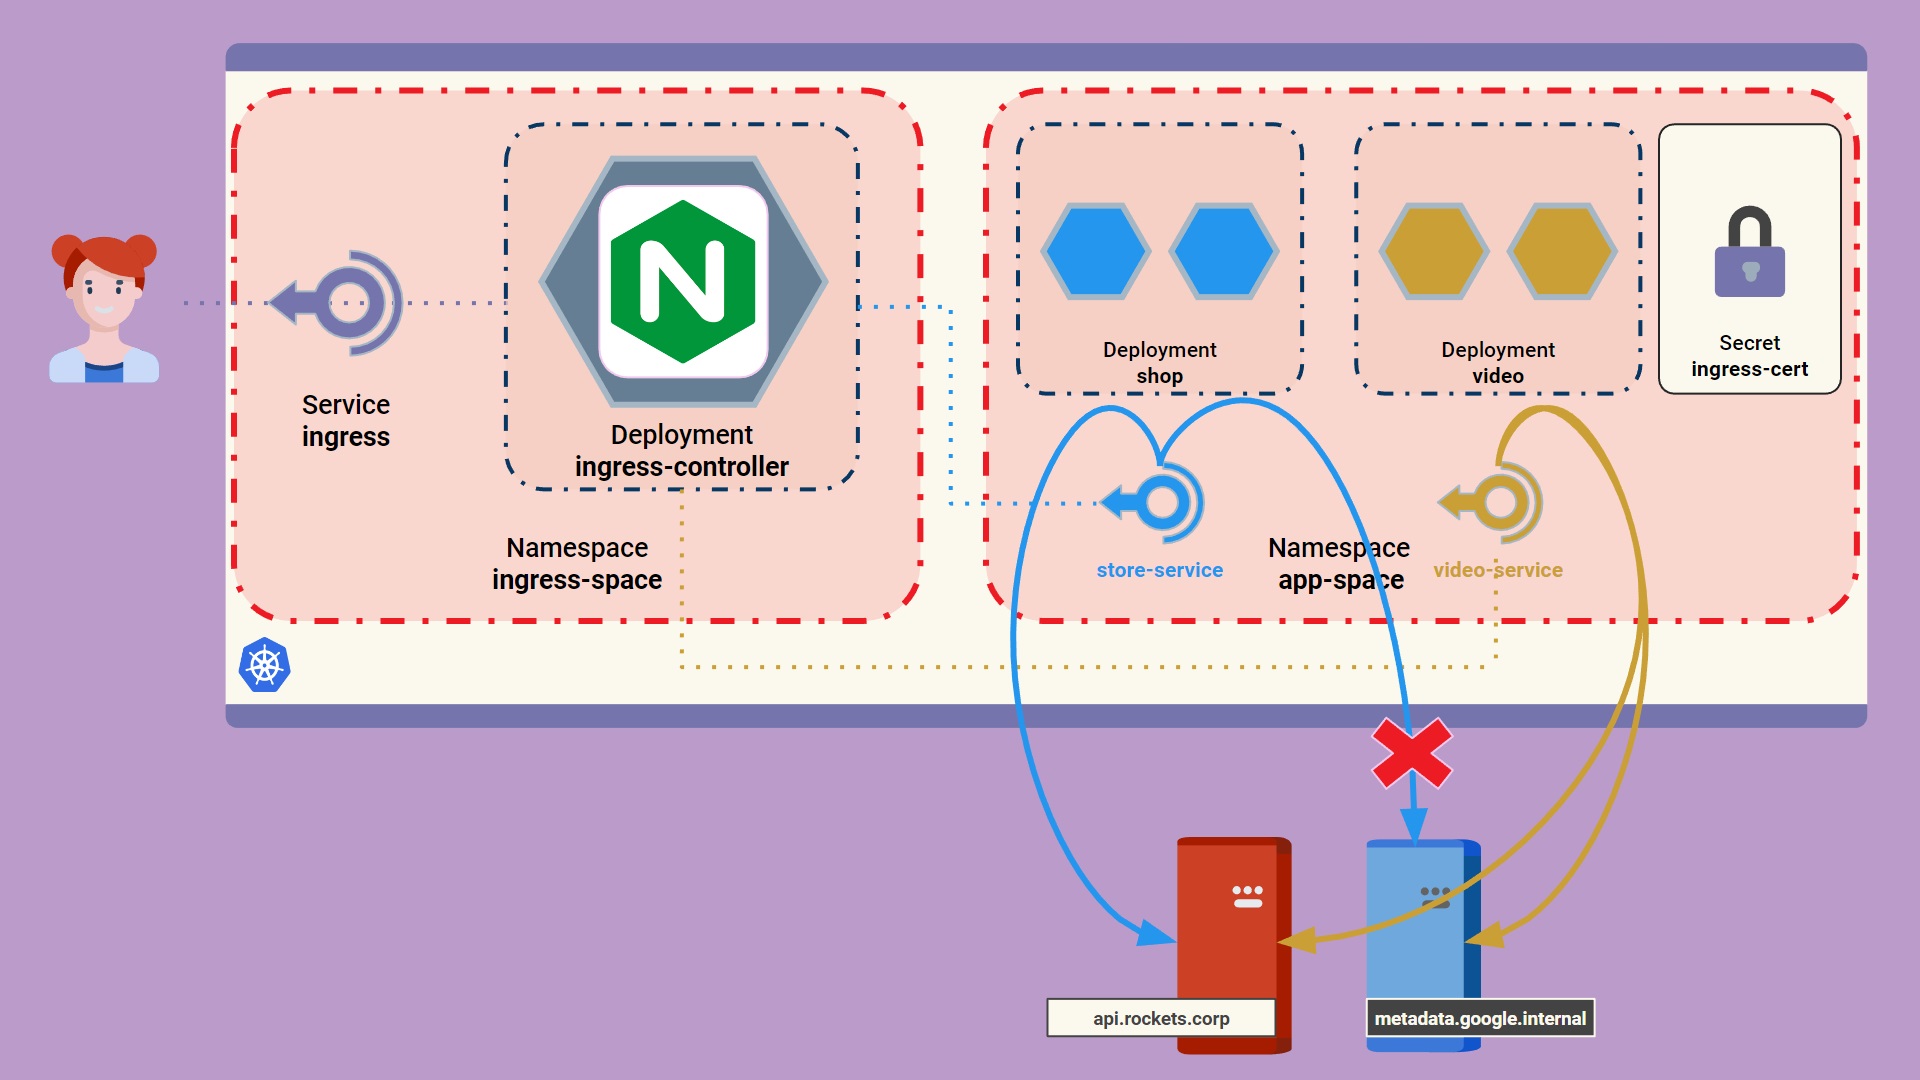 Service
ingress
Deployment
ingress-controller
Namespace
ingress-space
Deployment
shop
Deployment
video
Secret
ingress-cert
store-service
Namespace
app-space
video-service
api.rockets.corp
metadata.google.internal